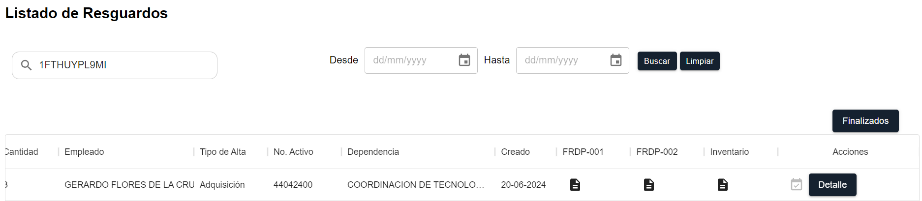 Listado de Resguardos
1FTHUYPL9MI
Desde dd/mm/yyyy Hasta dd/mm/yyyy Buscar Limpiar
Finalizados
Cantidad Empleado Tipo de Alta No. Activo Dependencia Creado FRDP-001 FRDP-002 Inventario Acciones
GERARDO FLORES DE LA CRU Adquisición 44042400 COORDINACION DE TECNOLO... 20-06-2024 Detalle